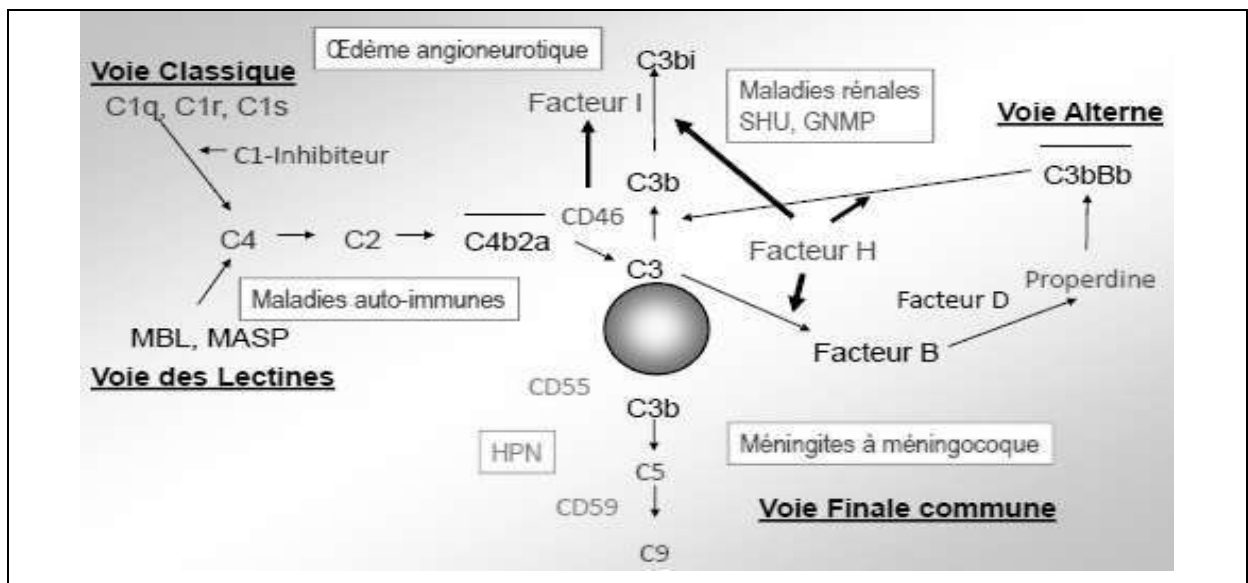 Œdème angioneurotique
Voie Classique
C1q, C1r, C1s
C1-Inhibiteur
C3bi
Facteur I
Maladies rénales
SHU, GNMP
Voie Alterne
C3bBb
C3b
CD46
C4
C2
C4b2a
C3
Facteur H
Properdine
Maladies auto-immunes
Facteur D
MBL, MASP
Voie des Lectines
Facteur B
CD55
C3b
HPN
C5
Méningites à méningocoque
CD59
Voie Finale commune
C9